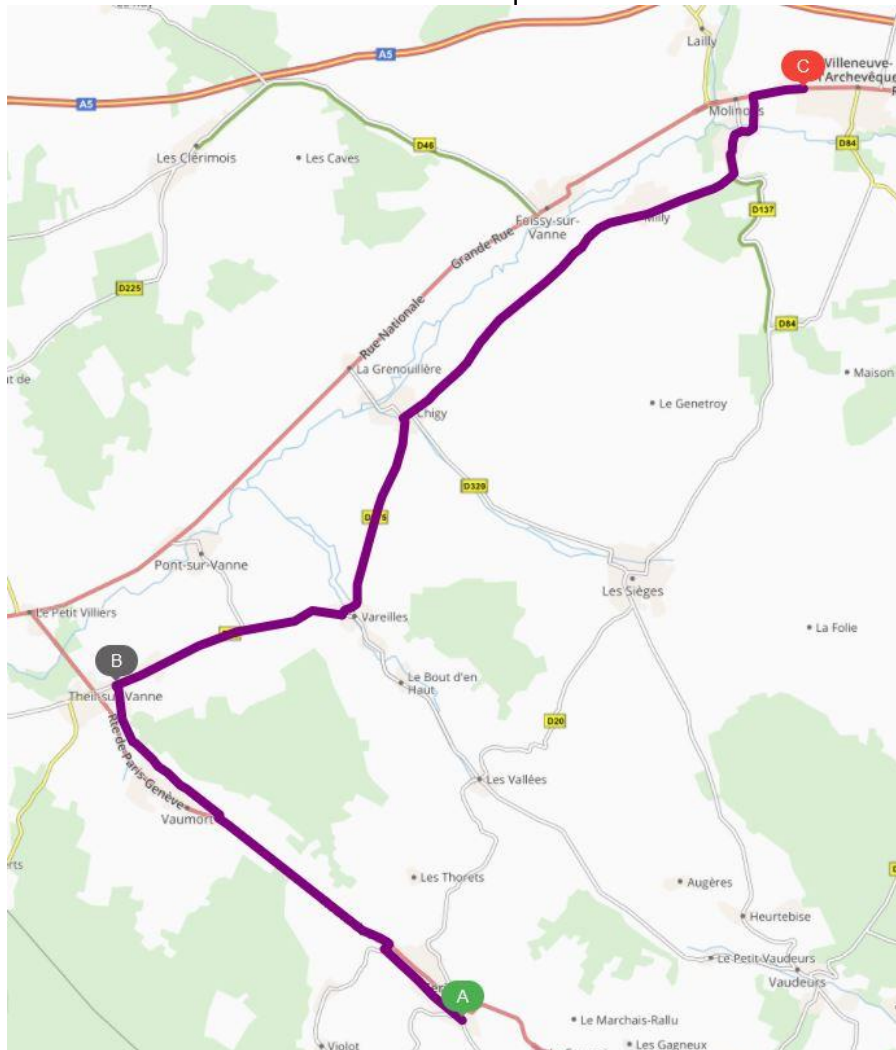 Lailly
A5
C
Villeneuve-
l'Archevêque
A5
Molinons
D46
D84
Les Clérimois
Les Caves
D137
Foissy-sur-
Vanne
Grande Rue
D225
Rue Nationale
D84
La Grenouillère
Maison
Le Genetroy
Chigy
D329
Pont-sur-Vanne
Les Sièges
Le Petit Villiers
Vareilles
La Folie
B
Le Bout d'en
Haut
Theil-sur-Vanne
D20
Rte de Paris-Genève
Les Vallées
Vaumort
Les Thorets
Augères
Heurtebise
Le Petit-Vaudeurs
Vaudeurs
A
Le Marchais-Rallu
Violot
Les Gagneux